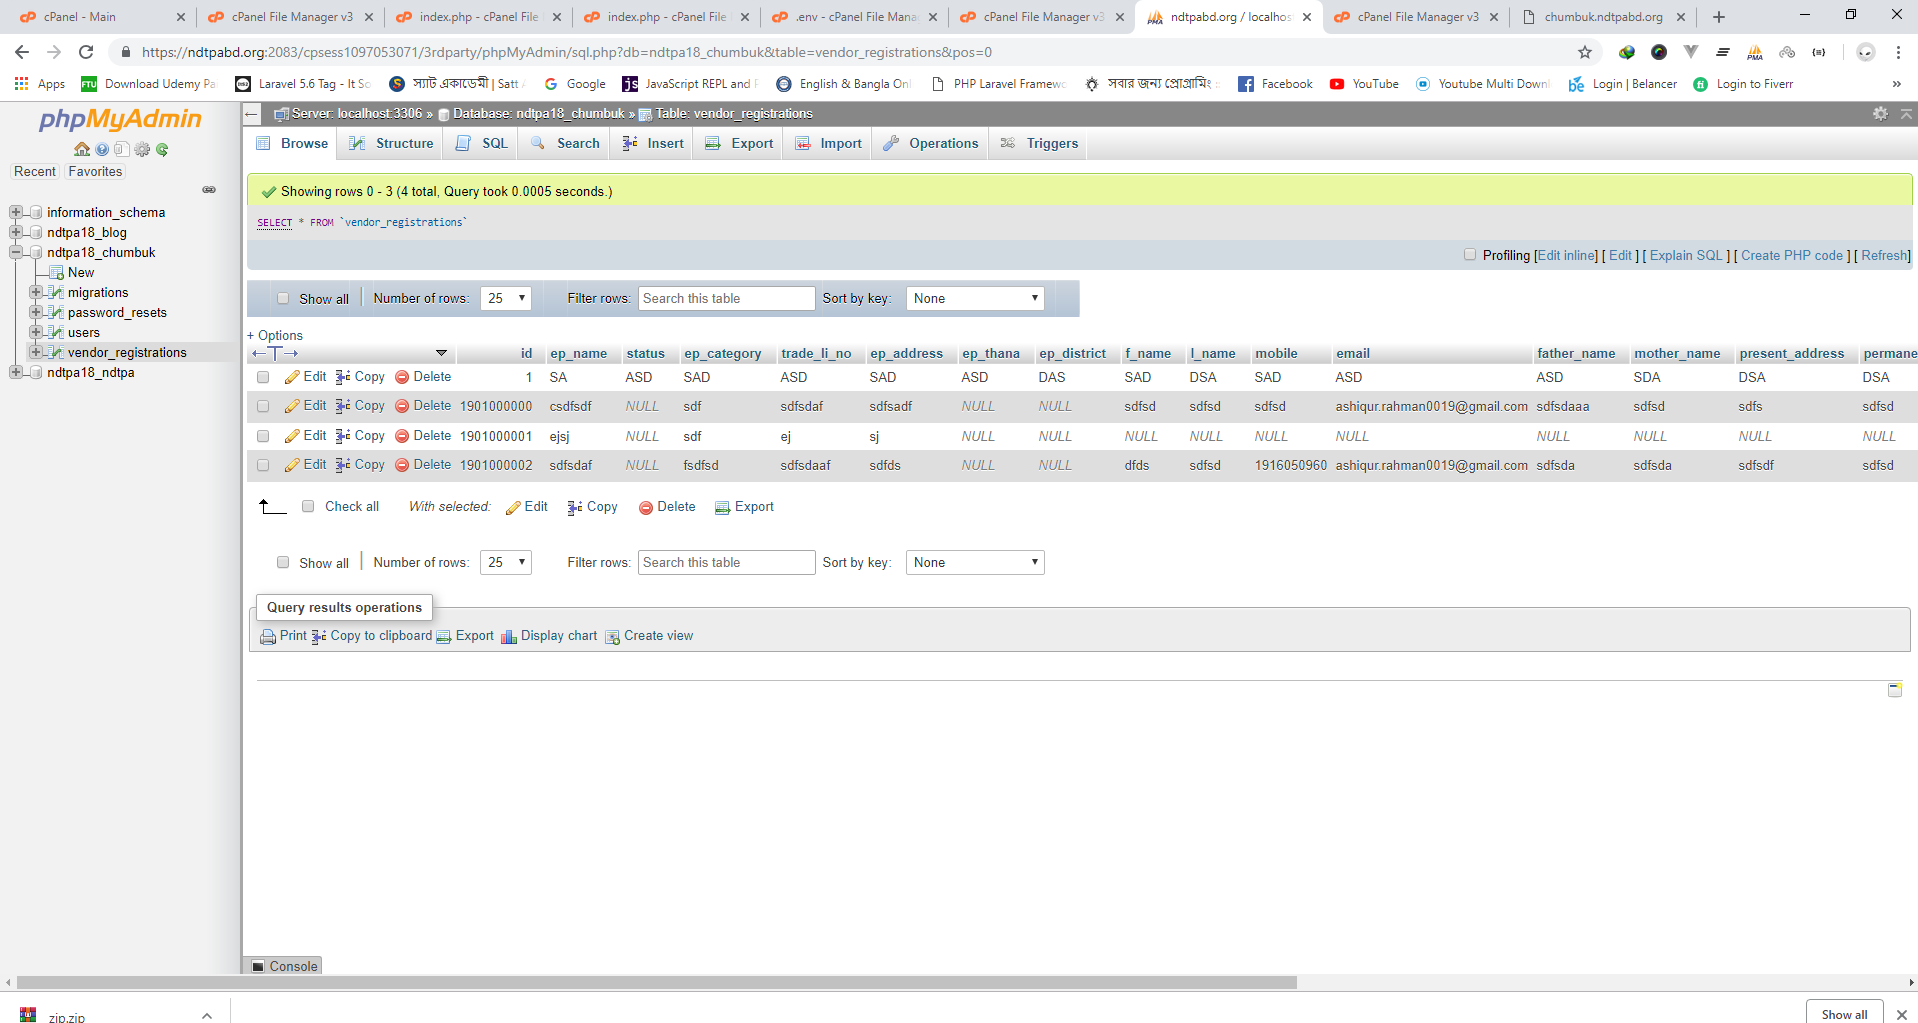 cPanel - Main
cPanel File Manager v3
index.php - cPanel File
index.php - cPanel File
.env - cPanel File Mana
cPanel File Manager v3
ndtpabd.org / localhos
cPanel File Manager v3
chumbuk.ndtpabd.org
https://ndtpabd.org:2083/cpsess1097053071/3rdparty/phpMyAdmin/sql.php?db=ndtpa18_chumbuk&table=vendor_registrations&pos=0
Apps
Download Udemy Pa
Laravel 5.6 Tag - It So
স্যাট একাডেমী | Satt
Google
JavaScript REPL and
English & Bangla Onl
PHP Laravel Framew
সবার জন্য প্রোগ্রামিং :
Facebook
YouTube
Youtube Multi Down
Login | Belancer
Login to Fiverr
»
phpMyAdmin
Recent Favorites
information_schema
ndtpa18_blog
ndtpa18_chumbuk
New
migrations
password_resets
users
vendor_registrations
ndtpa18_ndtpa
Server: localhost:3306 » Database: ndtpa18_chumbuk » Table: vendor_registrations
Browse Structure SQL Search Insert Export Import Operations Triggers
Showing rows 0 - 3 (4 total, Query took 0.0005 seconds.)
SELECT * FROM `vendor_registrations`
Profiling [Edit inline] [ Edit ] [ Explain SQL ] [ Create PHP code ] [ Refresh]
Show all Number of rows: 25 Filter rows: Search this table Sort by key: None
+ Options
id ep_name status ep_category trade_li_no ep_address ep_thana ep_district f_name l_name mobile email father_name mother_name present_address permane
Edit Copy Delete 1 SA ASD SAD ASD SAD ASD DAS SAD DSA SAD ASD ASD SDA DSA DSA
Edit Copy Delete 1901000000 csdfsdf NULL sdf sdfsdaf sdfsadf NULL NULL sdfsd sdfsd sdfsd ashiqur.rahman0019@gmail.com sdfsdaaa sdfsd sdfs sdfsd
Edit Copy Delete 1901000001 ejsj NULL sdf ej sj NULL NULL NULL NULL NULL NULL NULL NULL NULL NULL
Edit Copy Delete 1901000002 sdfsdaf NULL fsdfsd sdfsdaaf sdfds NULL NULL dfds sdfsd 1916050960 ashiqur.rahman0019@gmail.com sdfsda sdfsda sdfsdf sdfsd
Check all With selected: Edit Copy Delete Export
Show all Number of rows: 25 Filter rows: Search this table Sort by key: None
Query results operations
Print Copy to clipboard Export Display chart Create view
Console
zip.zip
Show all